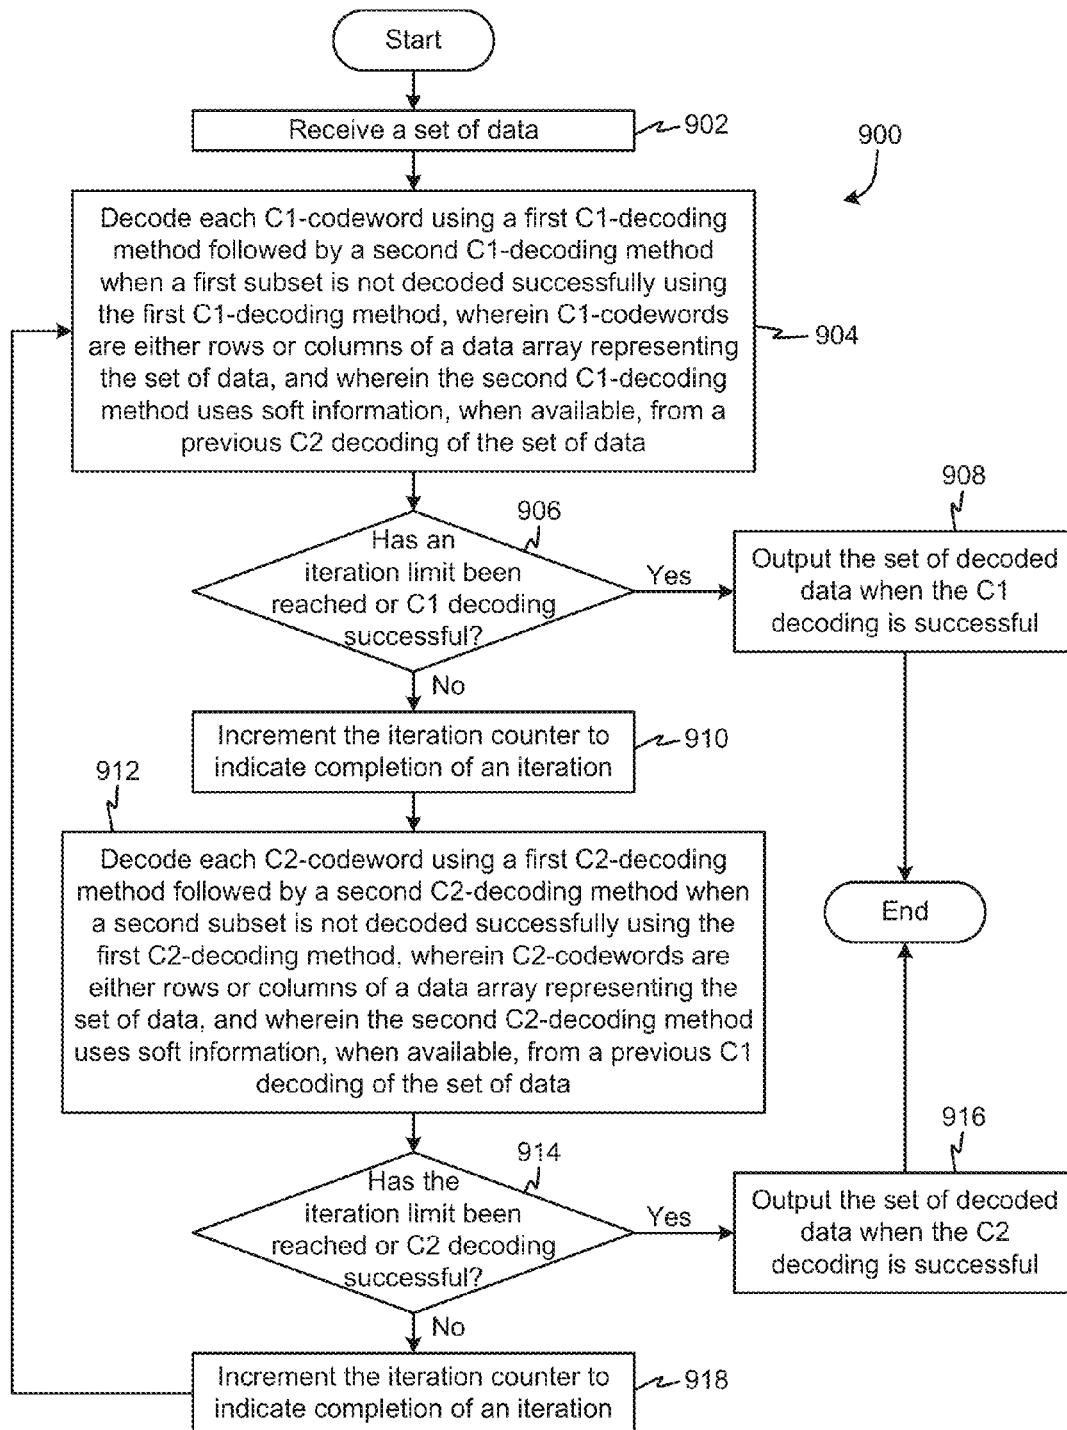 Start
Receive a set of data
902
900
Decode each C1-codeword using a first C1-decoding
method followed by a second C1-decoding method
when a first subset is not decoded successfully using
the first C1-decoding method, wherein C1-codewords
are either rows or columns of a data array representing
the set of data, and wherein the second C1-decoding
method uses soft information, when available, from a
previous C2 decoding of the set of data
904
906
Has an
iteration limit been
reached or C1 decoding
successful?
Yes
908
Output the set of decoded
data when the C1
decoding is successful
No
Increment the iteration counter to
indicate completion of an iteration
910
912
Decode each C2-codeword using a first C2-decoding
method followed by a second C2-decoding method when
a second subset is not decoded successfully using the
first C2-decoding method, wherein C2-codewords are
either rows or columns of a data array representing the
set of data, and wherein the second C2-decoding method
uses soft information, when available, from a previous C1
decoding of the set of data
End
914
Has the
iteration limit been
reached or C2 decoding
successful?
Yes
916
Output the set of decoded
data when the C2
decoding is successful
No
Increment the iteration counter to
indicate completion of an iteration
918